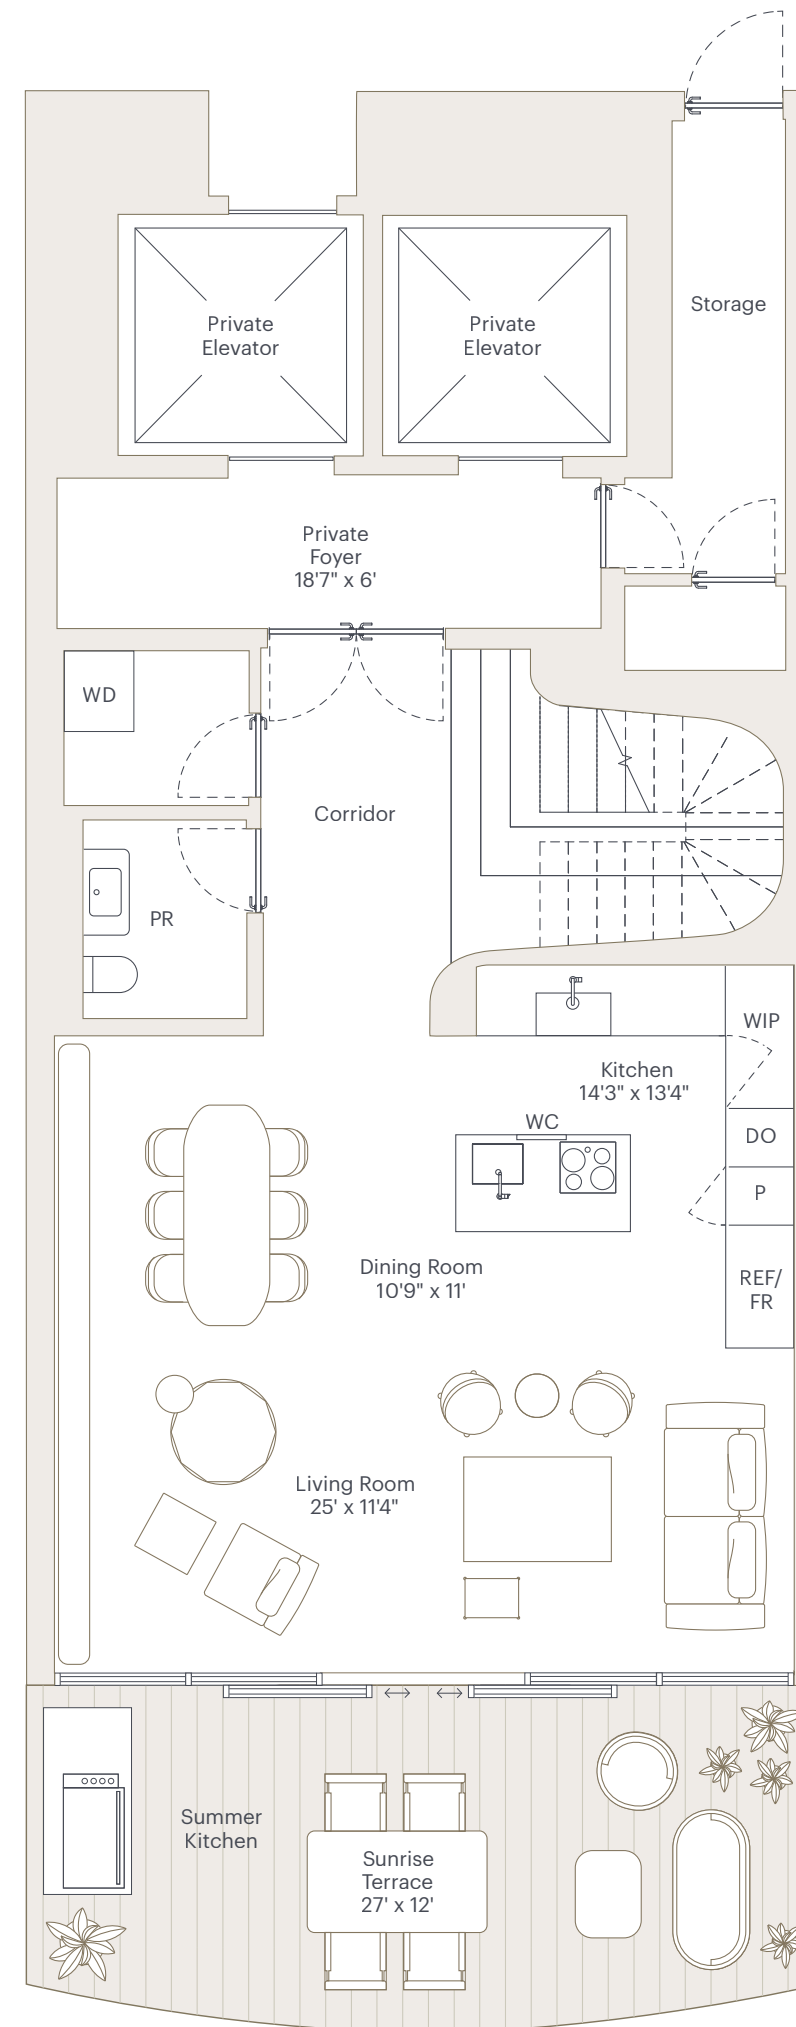 Storage
Private
Elevator
Private
Elevator
Private
Foyer
18'7" x 6'
WD
Corridor
PR
WIP
Kitchen
14'3" x 13'4"
WC
DO
P
Dining Room
10'9" x 11'
REF/
FR
Living Room
25' x 11'4"
Summer
Kitchen
Sunrise
Terrace
27' x 12'